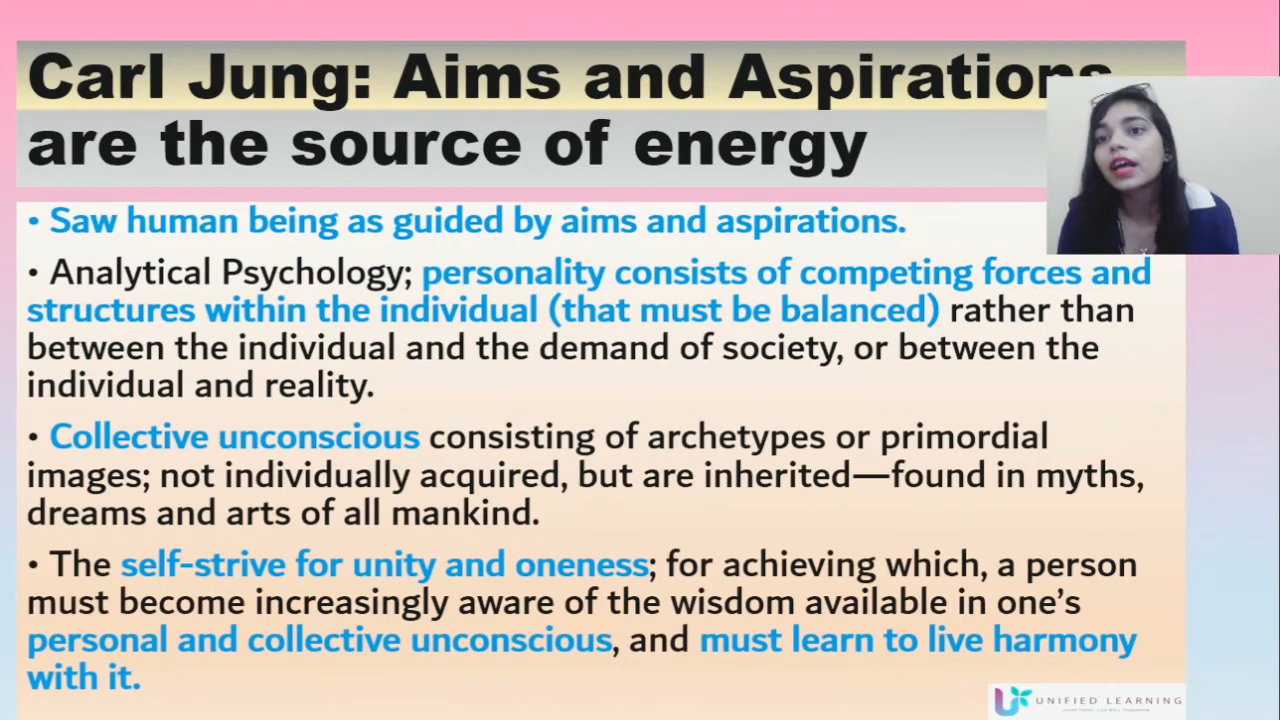 Carl Jung: Aims and Aspirations
are the source of energy
• Saw human being as guided by aims and aspirations.
• Analytical Psychology; personality consists of competing forces and
structures within the individual (that must be balanced) rather than
between the individual and the demand of society, or between the
individual and reality.
• Collective unconscious consisting of archetypes or primordial
images; not individually acquired, but are inherited—found in myths,
dreams and arts of all mankind.
• The self-strive for unity and oneness; for achieving which, a person
must become increasingly aware of the wisdom available in one’s
personal and collective unconscious, and must learn to live harmony
with it.
UNIFIED LEARNING